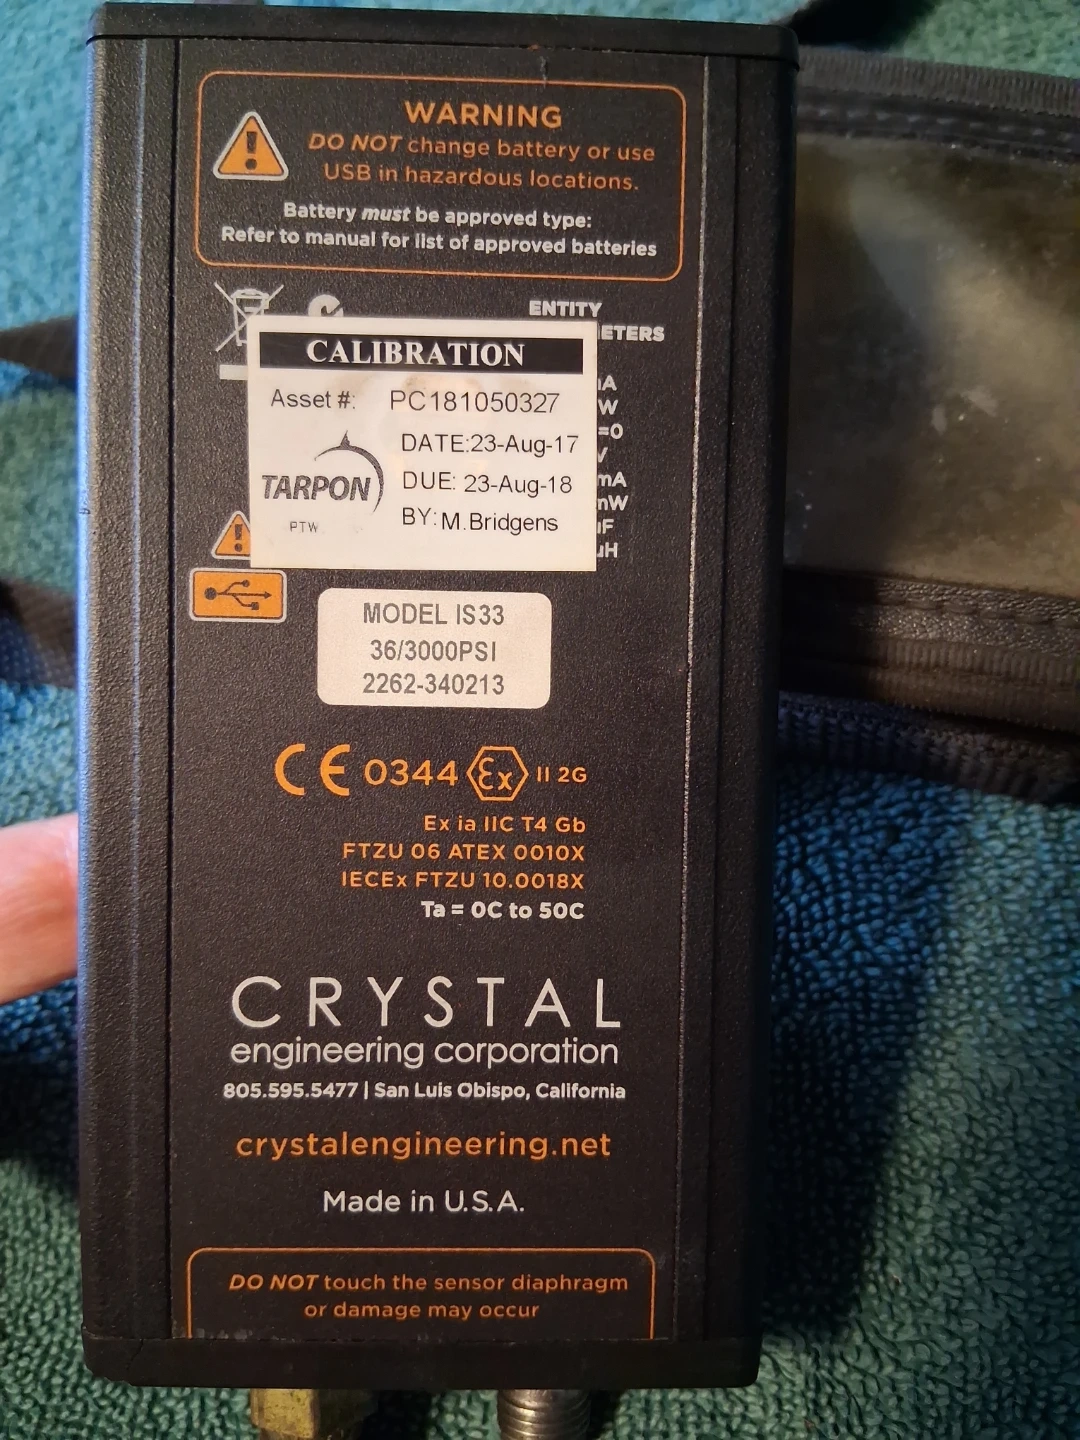 WARNING
DO NOT change battery or use
USB in hazardous locations.
Battery must be approved type:
Refer to manual for list of approved batteries
ENTITY
ETERS
CALIBRATION
Asset #: PC181050327
A
W
=0
V
mA
W
F
H
DATE:23-Aug-17
TARPON
DUE: 23-Aug-18
PTW
BY: M.Bridgens
MODEL IS33
36/3000PSI
2262-340213
CE 0344 Ex II 2G
Ex ia IIC T4 Gb
FTZU 06 ATEX 0010X
IECEx FTZU 10.0018X
Ta = 0C to 50C
CRYSTAL
engineering corporation
805.595.5477 | San Luis Obispo, California
crystalengineering.net
Made in U.S.A.
DO NOT touch the sensor diaphragm
or damage may occur